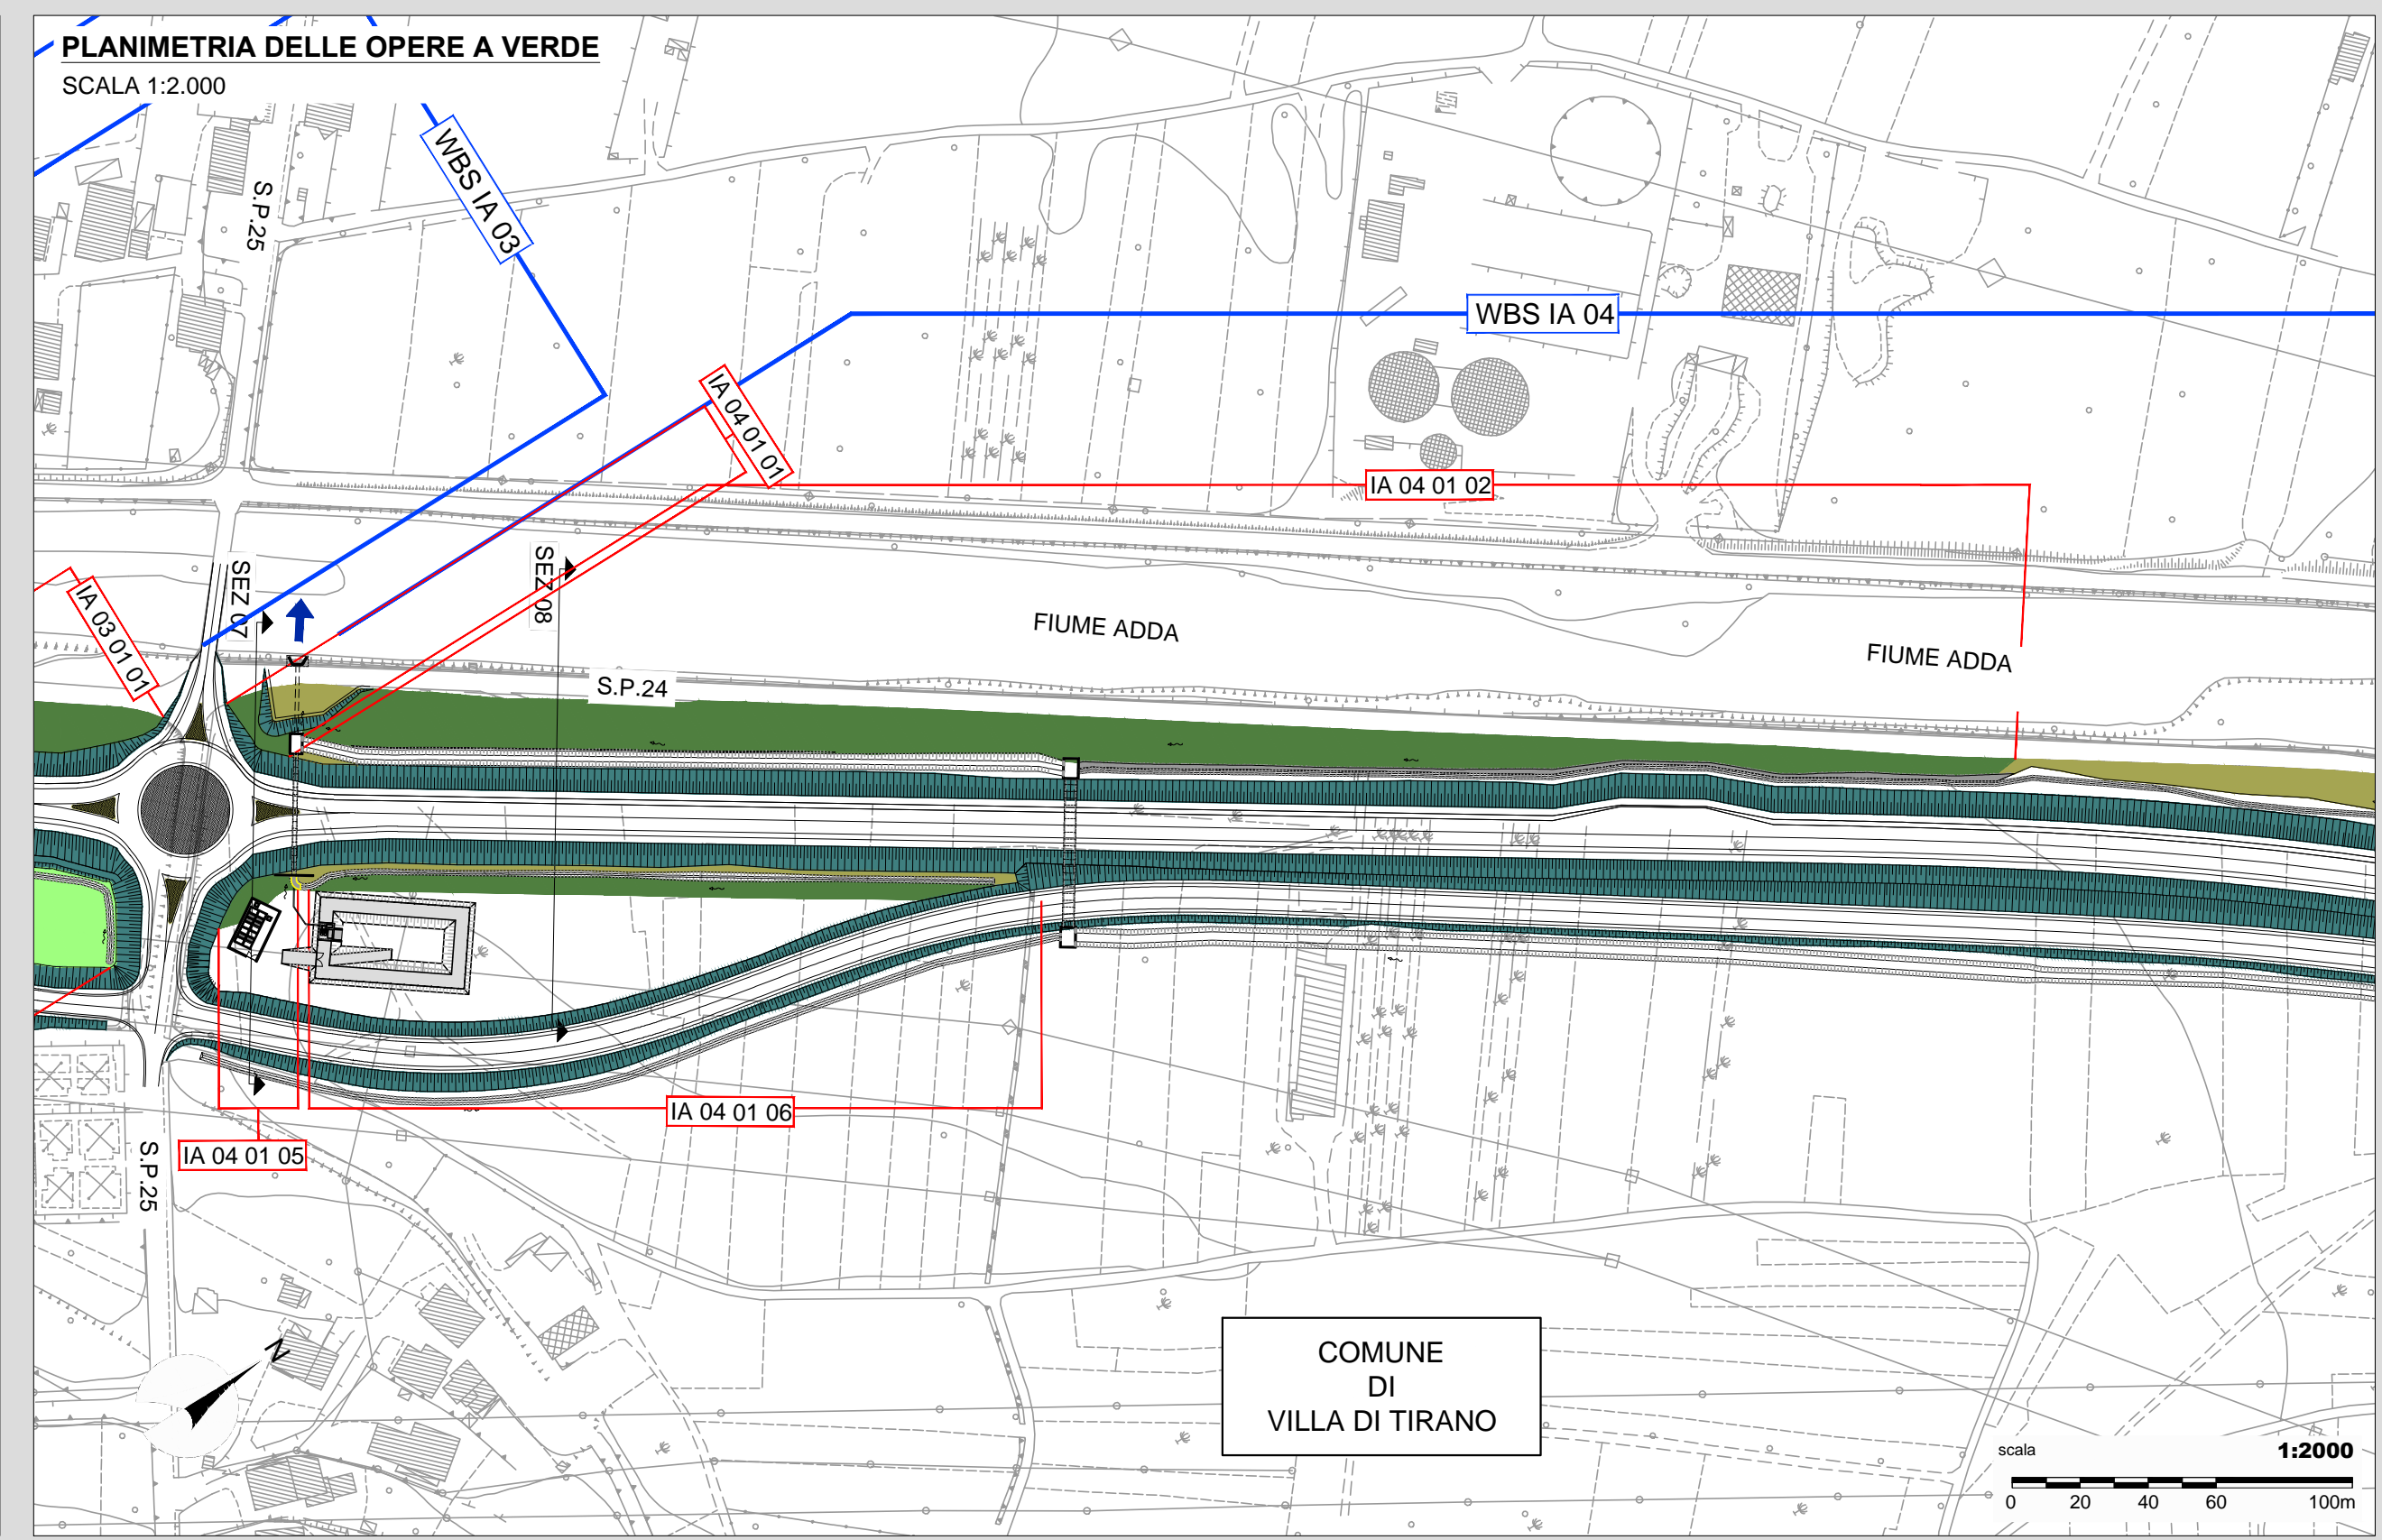 PLANIMETRIA DELLE OPERE A VERDE
SCALA 1:2.000
WBS IA 03
S.P.25
WBS IA 04
IA 04 01 01
IA 04 01 02
SEZ 07
SEZ 08
IA 03 01 01
FIUME ADDA
FIUME ADDA
S.P.24
IA 04 01 06
IA 04 01 05
S.P.25
N
COMUNE
DI
VILLA DI TIRANO
scala 1:2000
0 20 40 60 100m